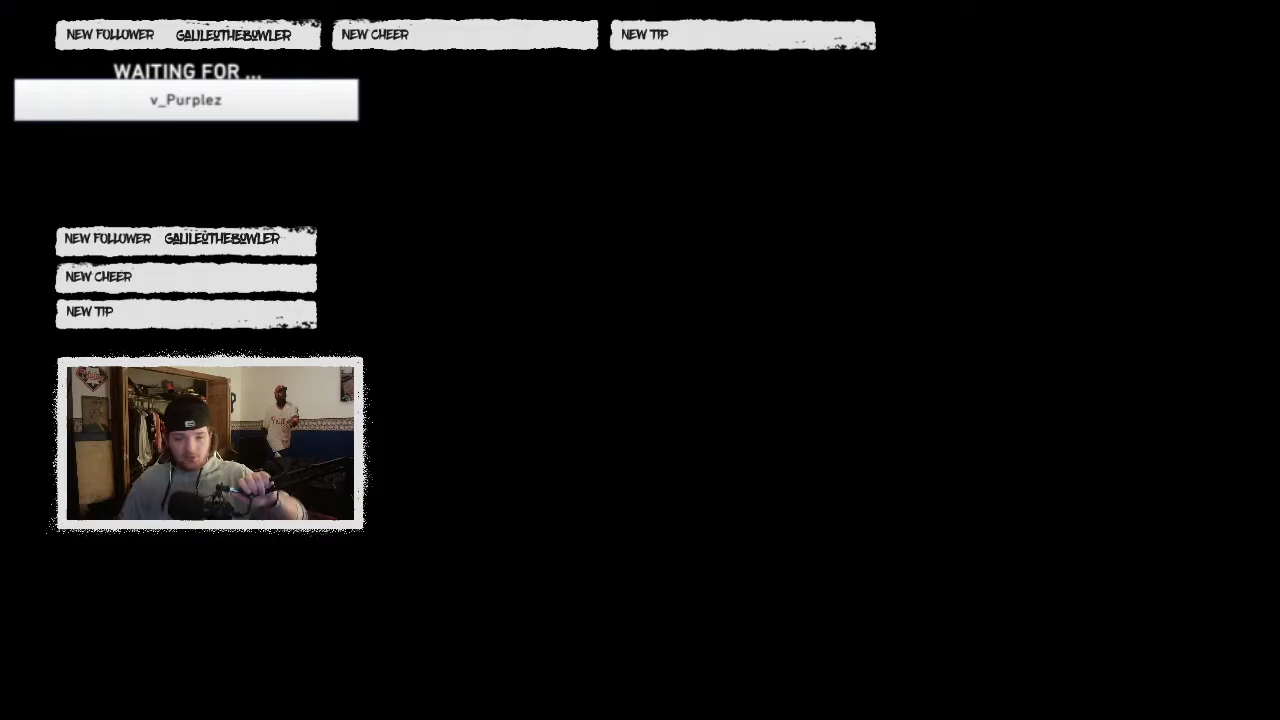 NEW FOLLOWER GALILEOTHEBOWLER NEW CHEER NEW TIP
WAITING FOR ...
v_Purplez
NEW FOLLOWER GALILEOTHEBOWLER
NEW CHEER
NEW TIP